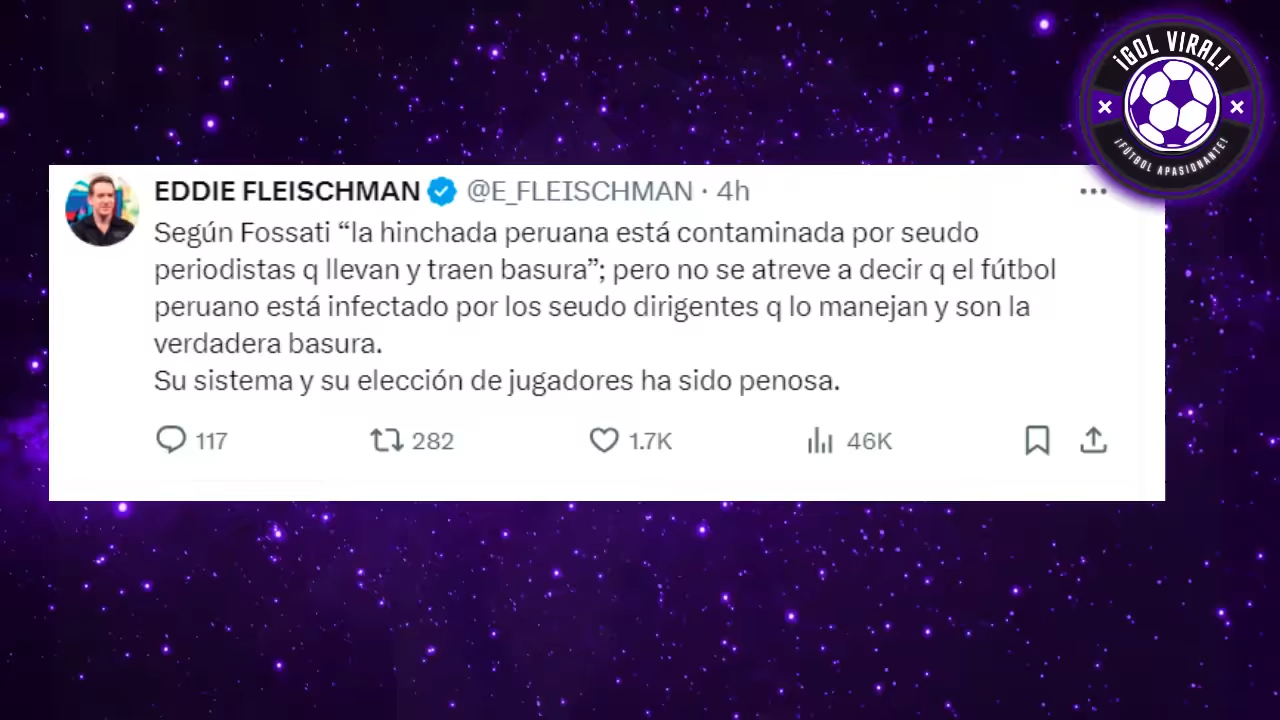 ¡GOL VIRAL!
¡FÚTBOL APASIONANTE!
EDDIE FLEISCHMAN @E_FLEISCHMAN · 4h
Según Fossati “la hinchada peruana está contaminada por seudo
periodistas q llevan y traen basura”; pero no se atreve a decir q el fútbol
peruano está infectado por los seudo dirigentes q lo manejan y son la
verdadera basura.
Su sistema y su elección de jugadores ha sido penosa.
117 282 1.7K 46K